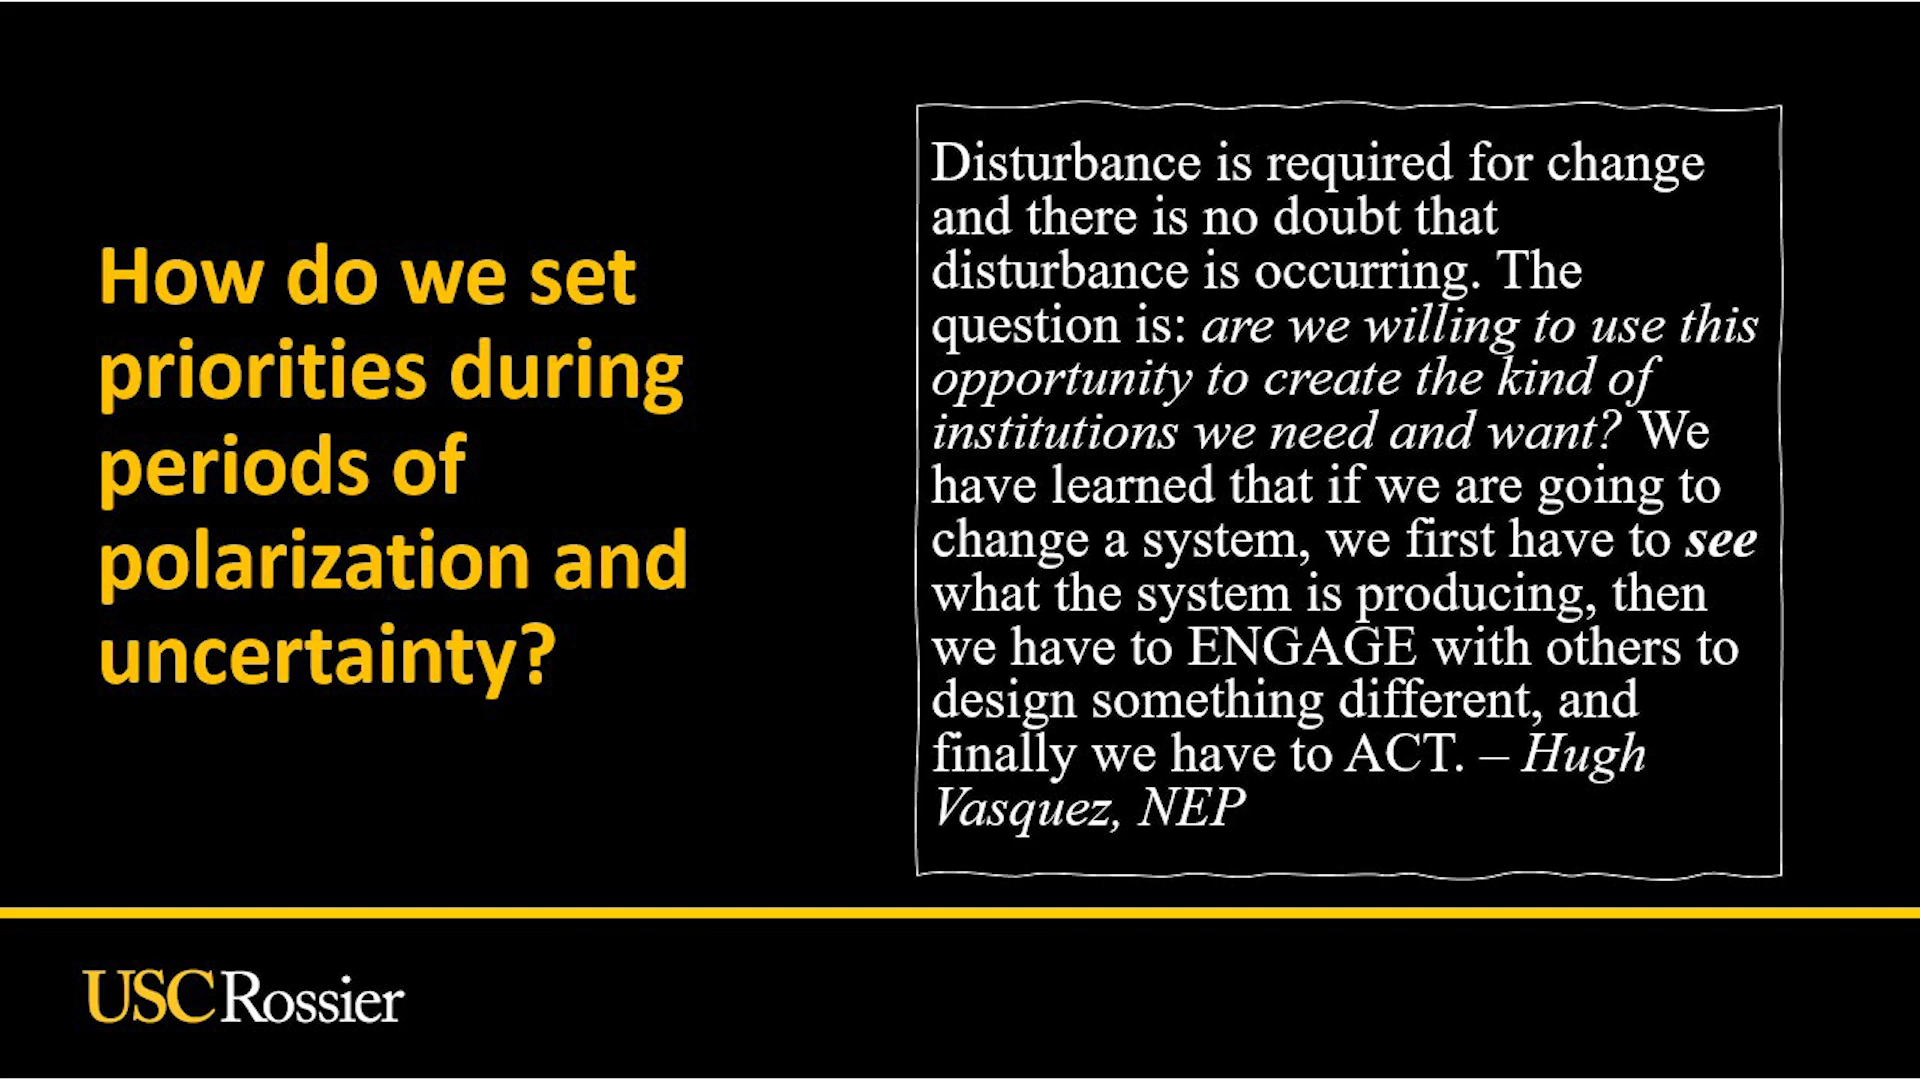 How do we set
priorities during
periods of
polarization and
uncertainty?
Disturbance is required for change
and there is no doubt that
disturbance is occurring. The
question is: are we willing to use this
opportunity to create the kind of
institutions we need and want? We
have learned that if we are going to
change a system, we first have to see
what the system is producing, then
we have to ENGAGE with others to
design something different, and
finally we have to ACT. – Hugh
Vasquez, NEP
USC Rossier